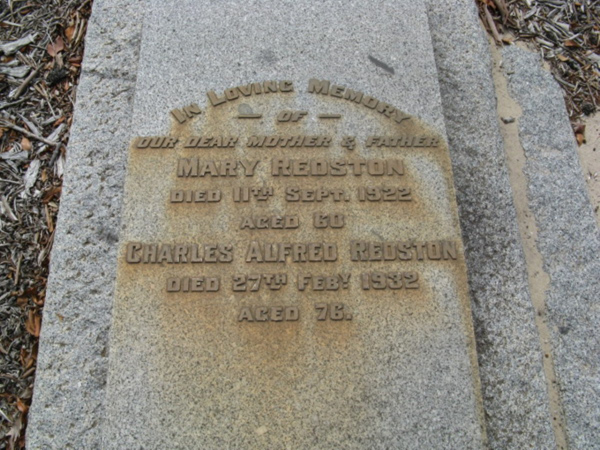 IN LOVING MEMORY
— OF —
OUR DEAR MOTHER & FATHER
MARY REDSTON
DIED 11TH SEPT. 1922
AGED 60
CHARLES ALFRED REDSTON
DIED 27TH FEBY 1932
AGED 76.